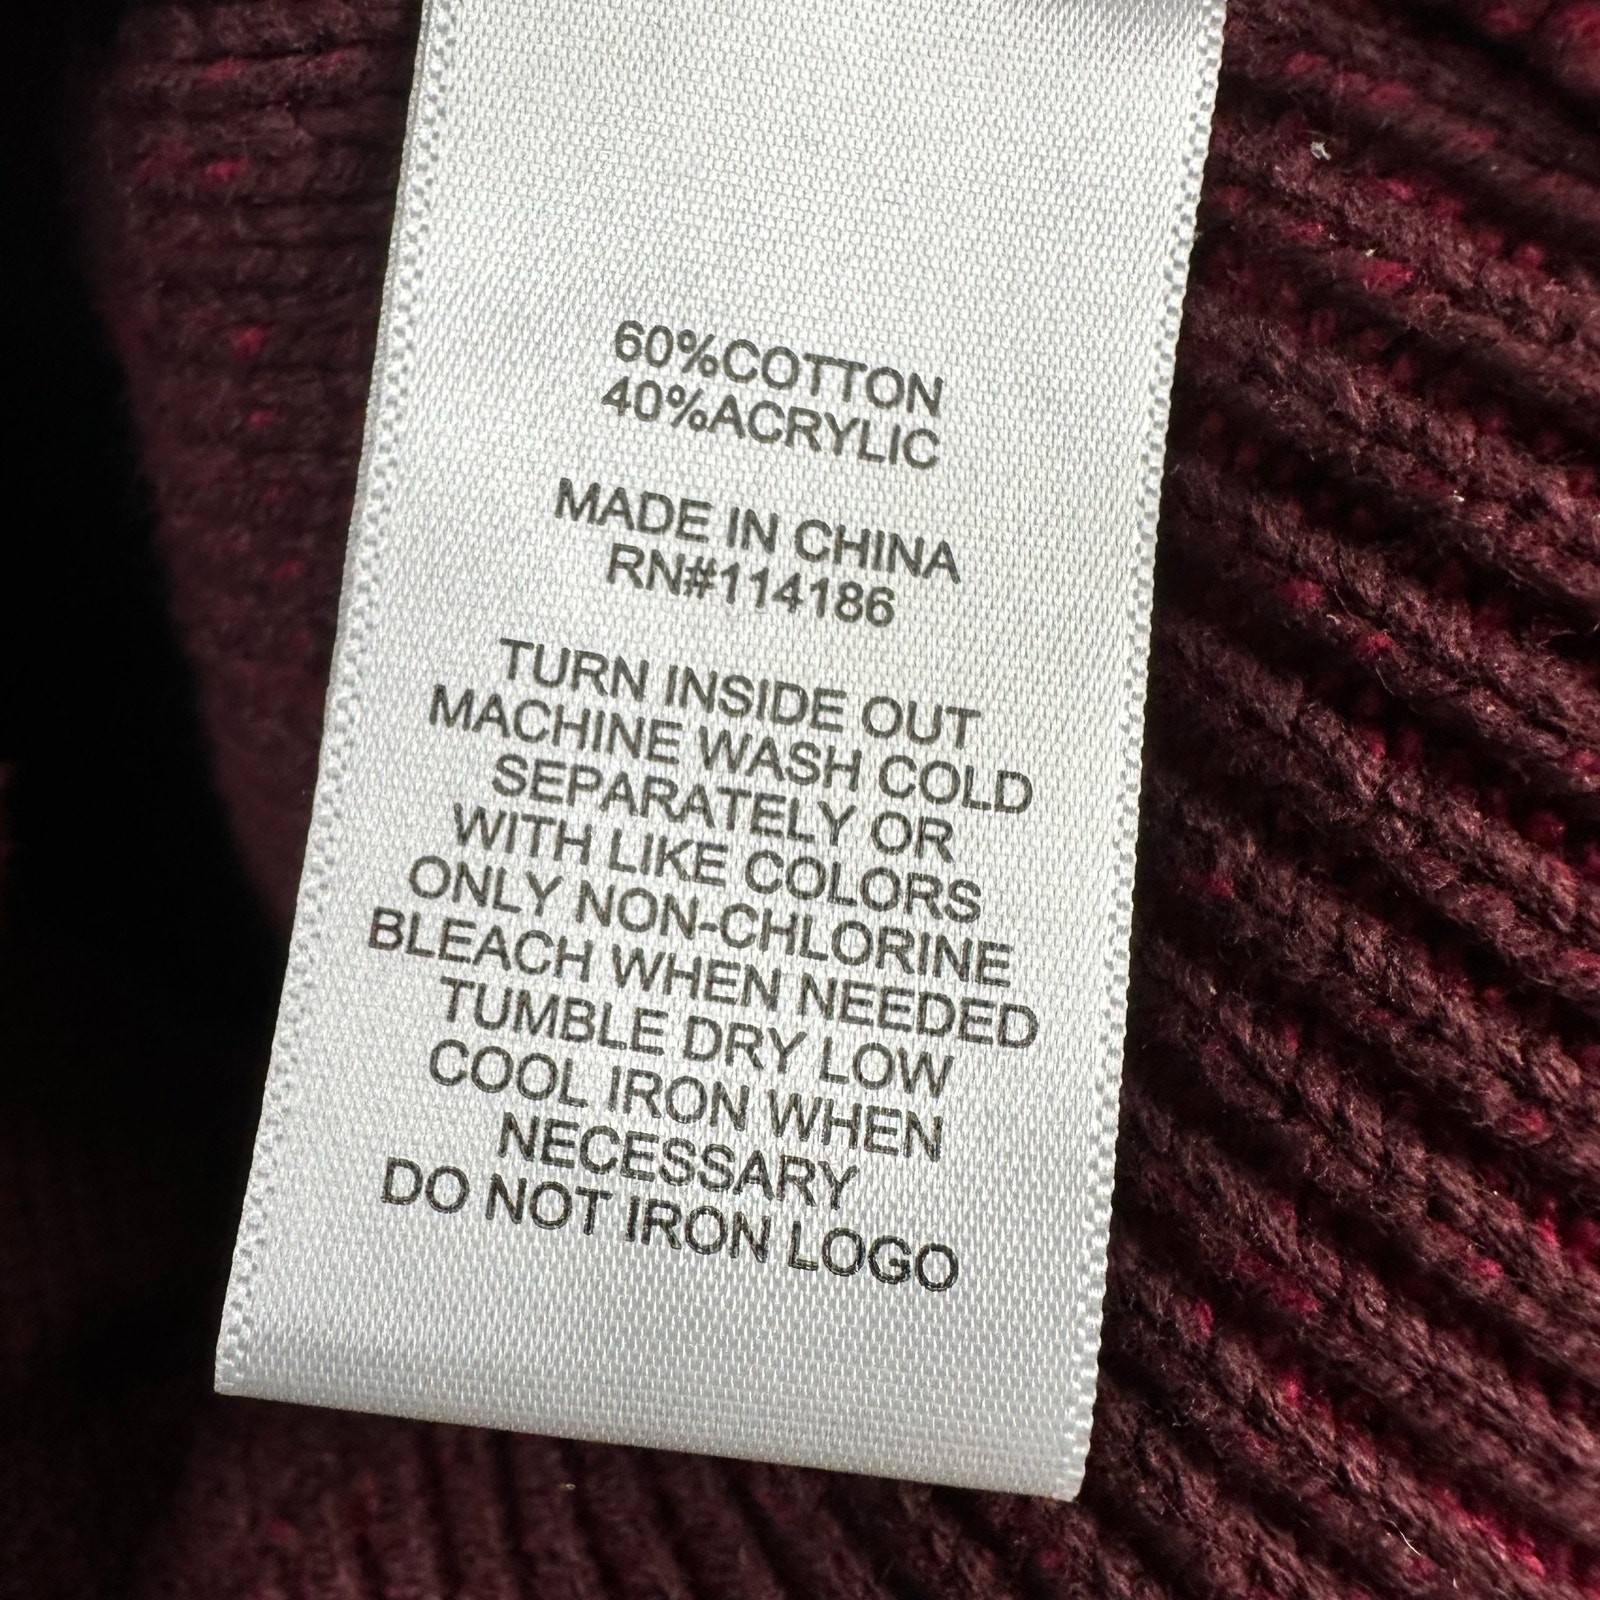 60%COTTON
40%ACRYLIC
MADE IN CHINA
RN#114186
TURN INSIDE OUT
MACHINE WASH COLD
SEPARATELY OR
WITH LIKE COLORS
ONLY NON-CHLORINE
BLEACH WHEN NEEDED
TUMBLE DRY LOW
COOL IRON WHEN
NECESSARY
DO NOT IRON LOGO